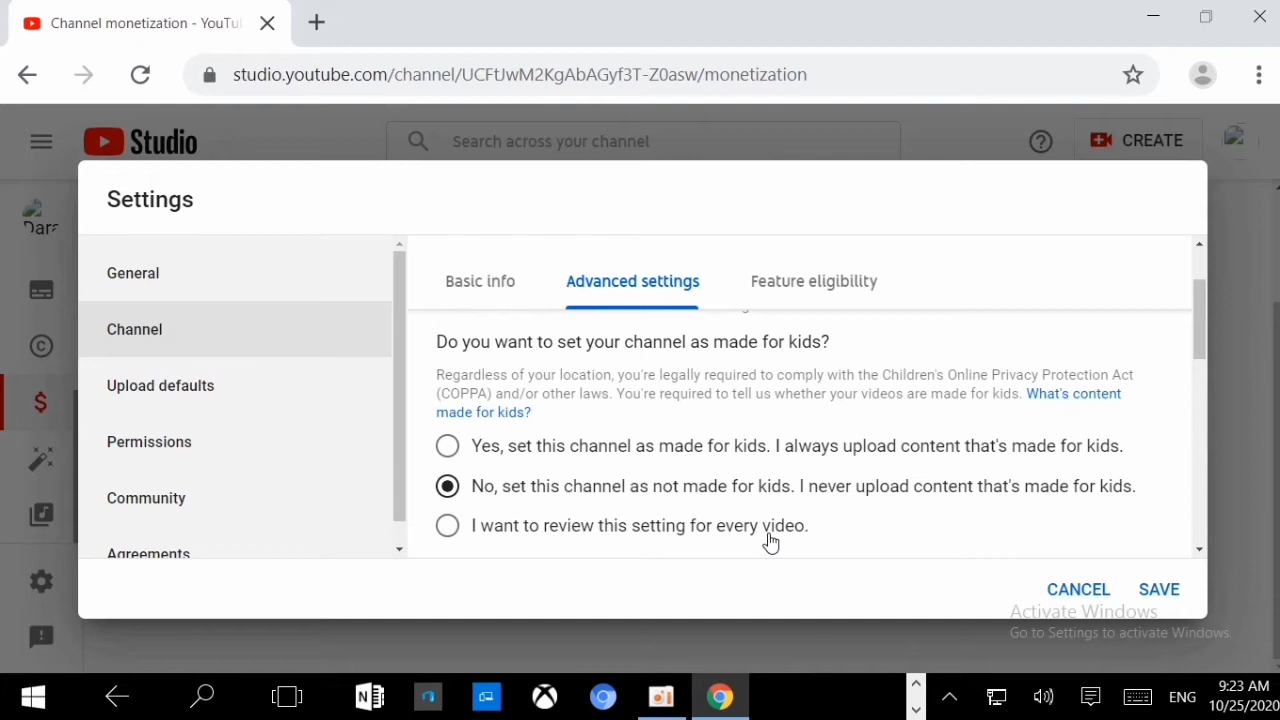 Channel monetization - YouTu
studio.youtube.com/channel/UCFtJwM2KgAbAGyf3T-Z0asw/monetization
Studio
Search across your channel
CREATE
Dara
Settings
General
Channel
Upload defaults
Permissions
Community
Agreements
Basic info
Advanced settings
Feature eligibility
Do you want to set your channel as made for kids?
Regardless of your location, you're legally required to comply with the Children's Online Privacy Protection Act
(COPPA) and/or other laws. You're required to tell us whether your videos are made for kids. What's content
made for kids?
Yes, set this channel as made for kids. I always upload content that's made for kids.
No, set this channel as not made for kids. I never upload content that's made for kids.
I want to review this setting for every video.
CANCEL
SAVE
Activate Windows
Go to Settings to activate Windows.
ENG
9:23 AM
10/25/2020